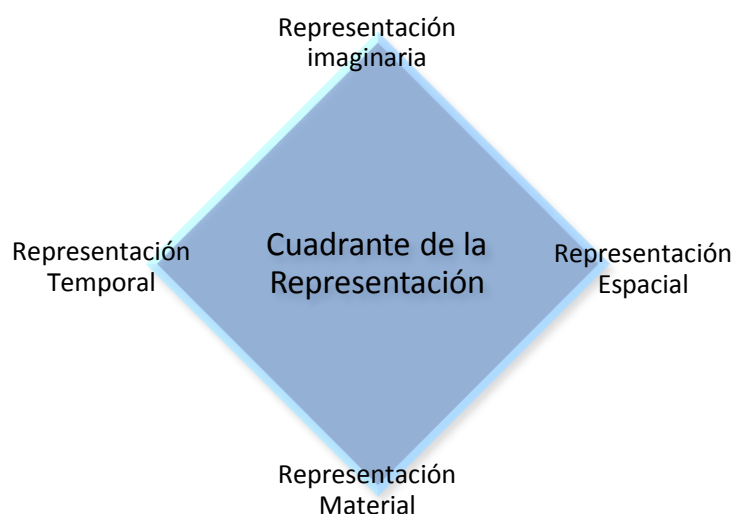 Representación
imaginaria
Representación
Temporal
Cuadrante de la
Representación
Representación
Espacial
Representación
Material